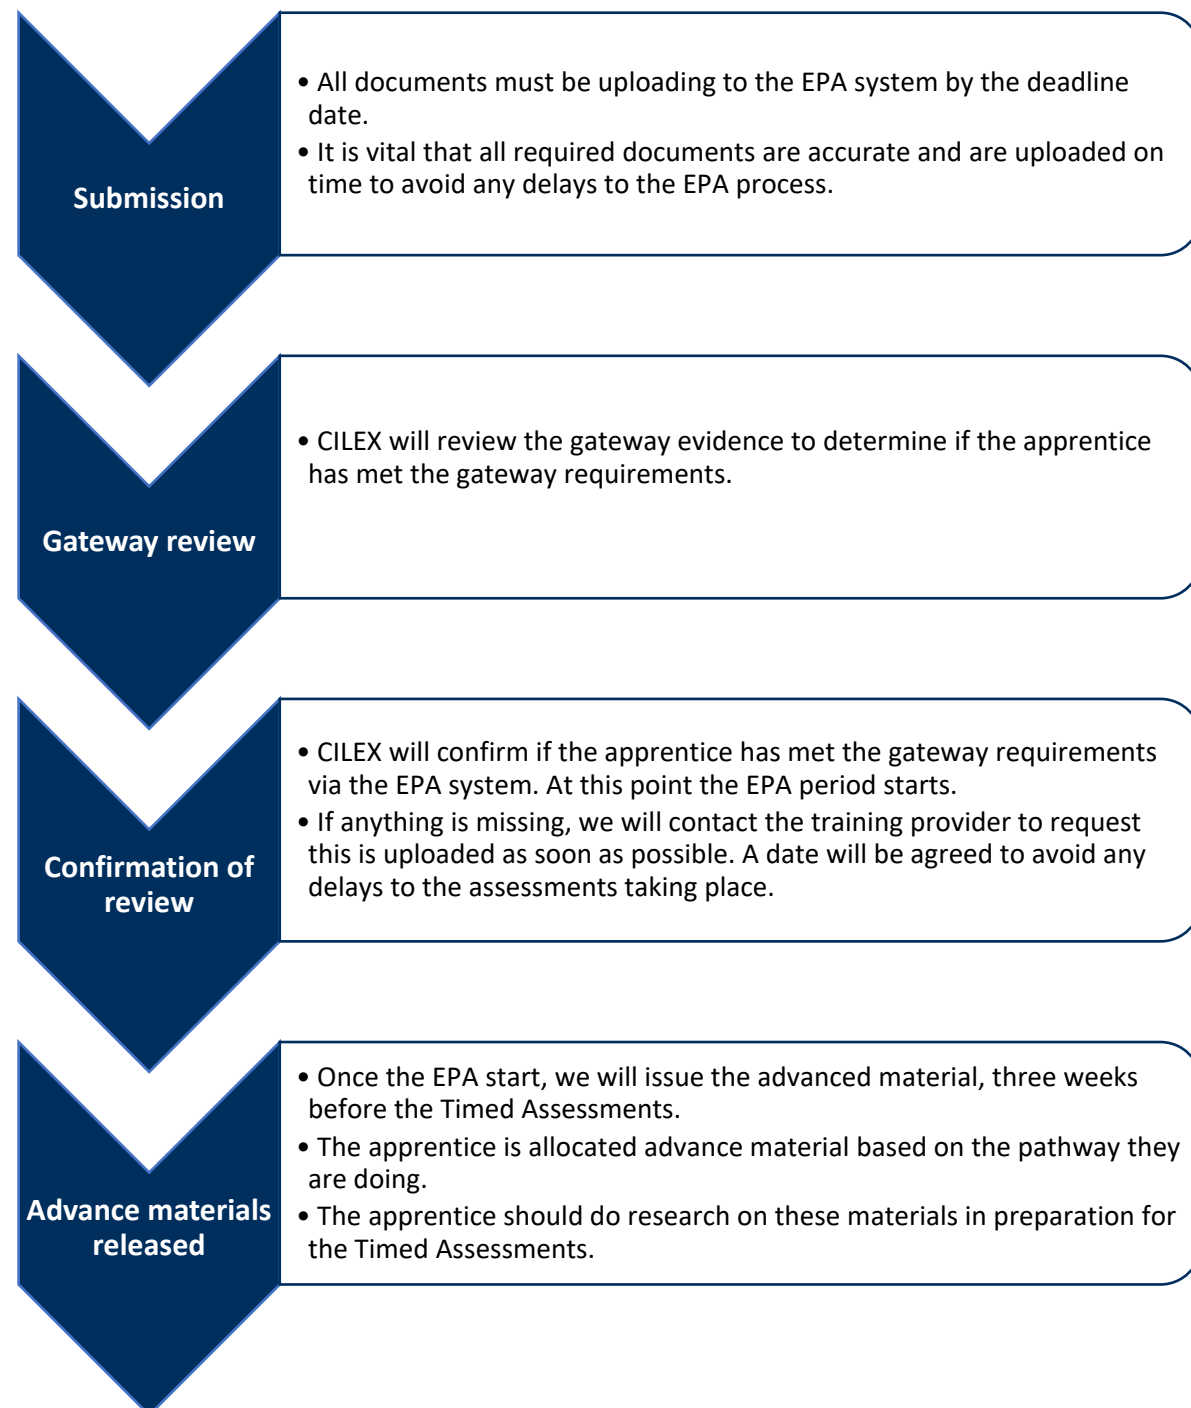 Submission
• All documents must be uploading to the EPA system by the deadline
date.
• It is vital that all required documents are accurate and are uploaded on
time to avoid any delays to the EPA process.
Gateway review
• CILEX will review the gateway evidence to determine if the apprentice
has met the gateway requirements.
Confirmation of
review
• CILEX will confirm if the apprentice has met the gateway requirements
via the EPA system. At this point the EPA period starts.
• If anything is missing, we will contact the training provider to request
this is uploaded as soon as possible. A date will be agreed to avoid any
delays to the assessments taking place.
Advance materials
released
• Once the EPA start, we will issue the advanced material, three weeks
before the Timed Assessments.
• The apprentice is allocated advance material based on the pathway they
are doing.
• The apprentice should do research on these materials in preparation for
the Timed Assessments.